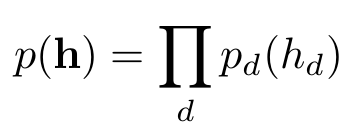 p(𝐡) = ∏_d p_d(h_d)